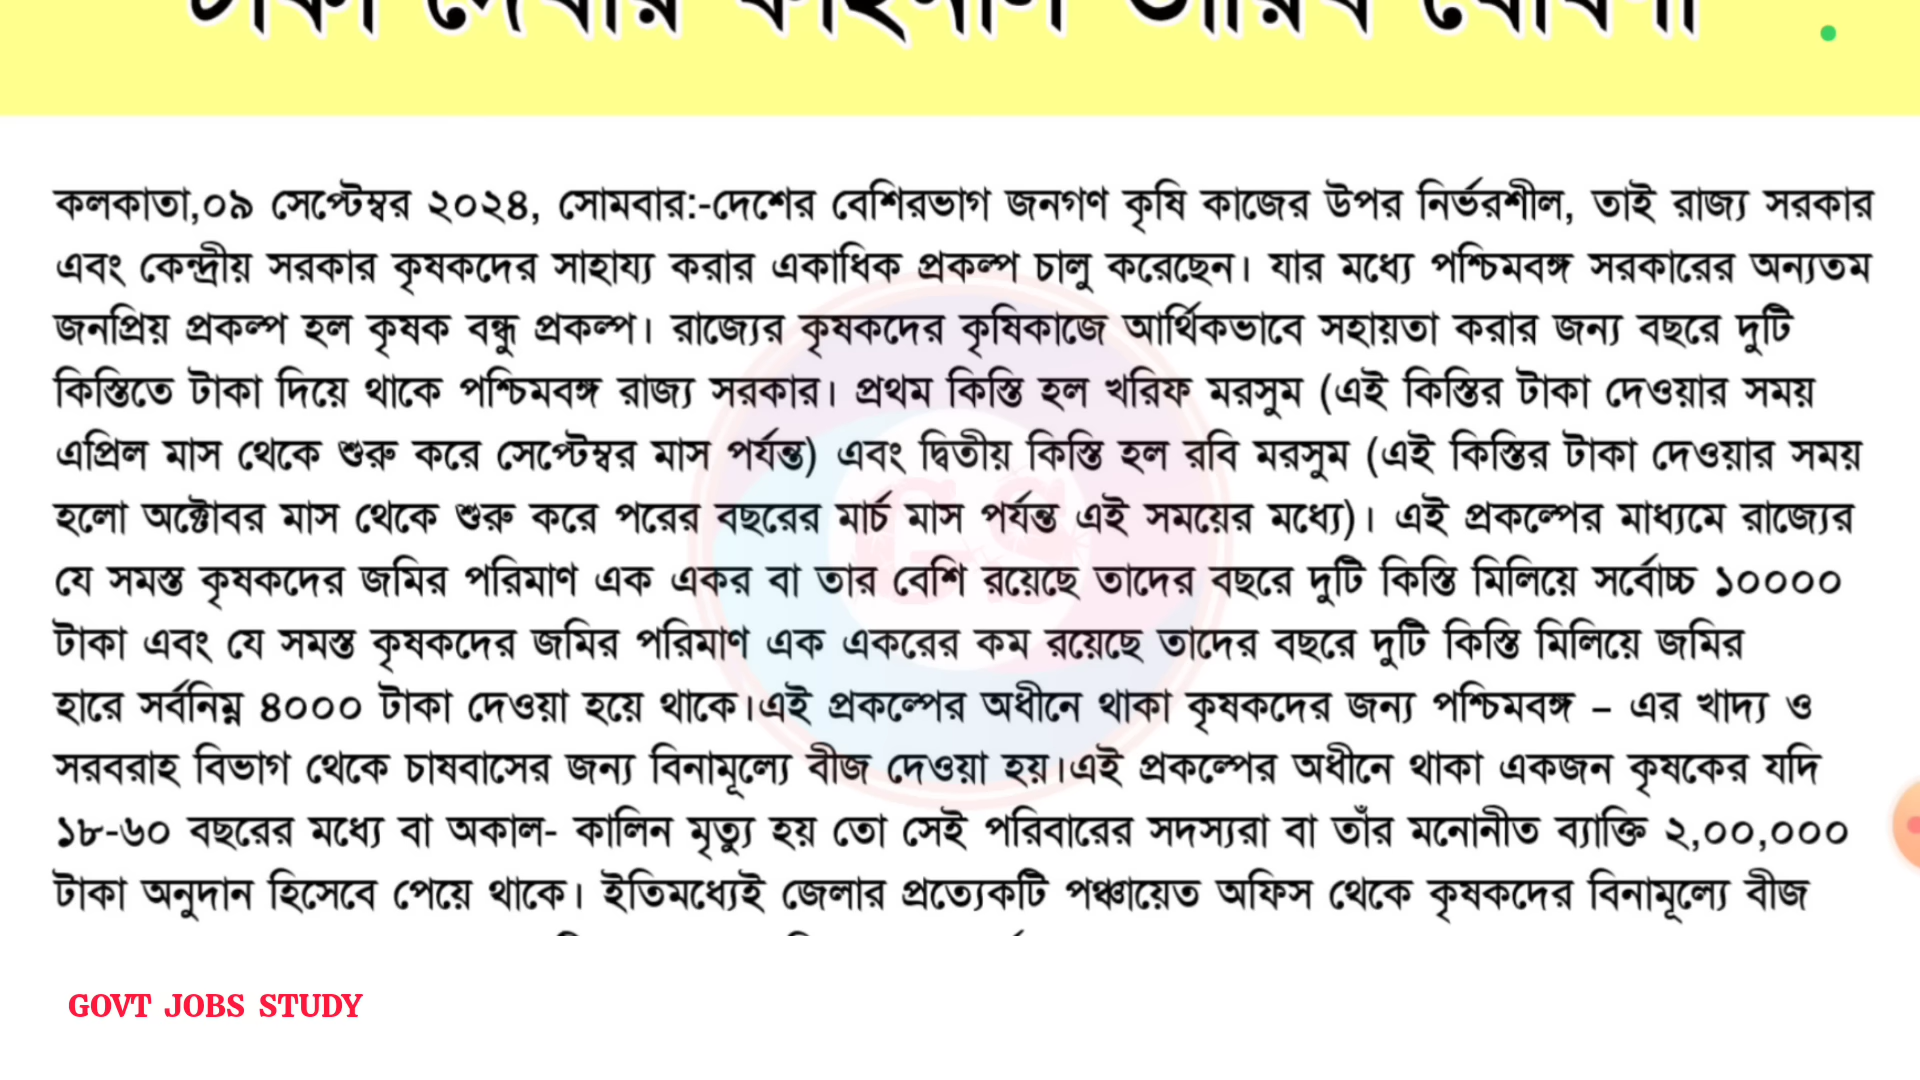 কলকাতা,০৯ সেপ্টেম্বর ২০২৪, সোমবার:-দেশের বেশিরভাগ জনগণ কৃষি কাজের উপর নির্ভরশীল, তাই রাজ্য সরকার
এবং কেন্দ্রীয় সরকার কৃষকদের সাহায্য করার একাধিক প্রকল্প চালু করেছেন। যার মধ্যে পশ্চিমবঙ্গ সরকারের অন্যতম
জনপ্রিয় প্রকল্প হল কৃষক বন্ধু প্রকল্প। রাজ্যের কৃষকদের কৃষিকাজে আর্থিকভাবে সহায়তা করার জন্য বছরে দুটি
কিস্তিতে টাকা দিয়ে থাকে পশ্চিমবঙ্গ রাজ্য সরকার। প্রথম কিস্তি হল খরিফ মরসুম (এই কিস্তির টাকা দেওয়ার সময়
এপ্রিল মাস থেকে শুরু করে সেপ্টেম্বর মাস পর্যন্ত) এবং দ্বিতীয় কিস্তি হল রবি মরসুম (এই কিস্তির টাকা দেওয়ার সময়
হলো অক্টোবর মাস থেকে শুরু করে পরের বছরের মার্চ মাস পর্যন্ত এই সময়ের মধ্যে)। এই প্রকল্পের মাধ্যমে রাজ্যের
যে সমস্ত কৃষকদের জমির পরিমাণ এক একর বা তার বেশি রয়েছে তাদের বছরে দুটি কিস্তি মিলিয়ে সর্বোচ্চ ১০০০০
টাকা এবং যে সমস্ত কৃষকদের জমির পরিমাণ এক একরের কম রয়েছে তাদের বছরে দুটি কিস্তি মিলিয়ে জমির
হারে সর্বনিম্ন ৪০০০ টাকা দেওয়া হয়ে থাকে।এই প্রকল্পের অধীনে থাকা কৃষকদের জন্য পশ্চিমবঙ্গ – এর খাদ্য ও
সরবরাহ বিভাগ থেকে চাষবাসের জন্য বিনামূল্যে বীজ দেওয়া হয়।এই প্রকল্পের অধীনে থাকা একজন কৃষকের যদি
১৮-৬০ বছরের মধ্যে বা অকাল- কালিন মৃত্যু হয় তো সেই পরিবারের সদস্যরা বা তাঁর মনোনীত ব্যাক্তি ২,০০,০০০
টাকা অনুদান হিসেবে পেয়ে থাকে। ইতিমধ্যেই জেলার প্রত্যেকটি পঞ্চায়েত অফিস থেকে কৃষকদের বিনামূল্যে বীজ
GOVT JOBS STUDY